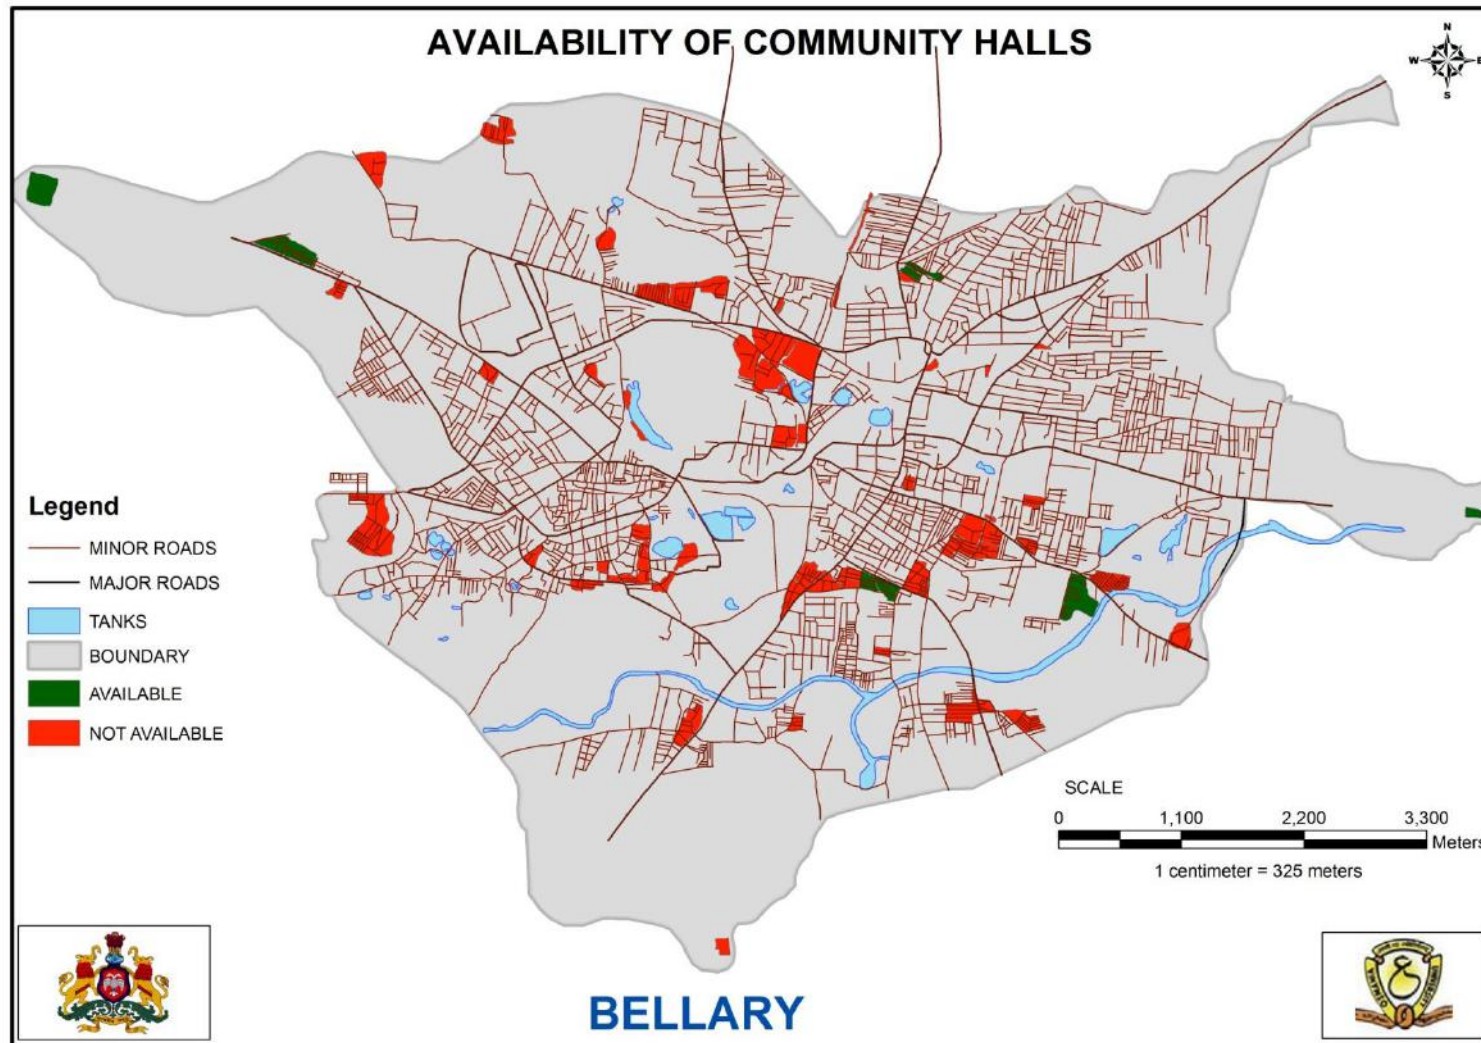 AVAILABILITY OF COMMUNITY HALLS
N
W
E
S
Legend
MINOR ROADS
MAJOR ROADS
TANKS
BOUNDARY
AVAILABLE
NOT AVAILABLE
SCALE
0 1,100 2,200 3,300
Meters
1 centimeter = 325 meters
BELLARY